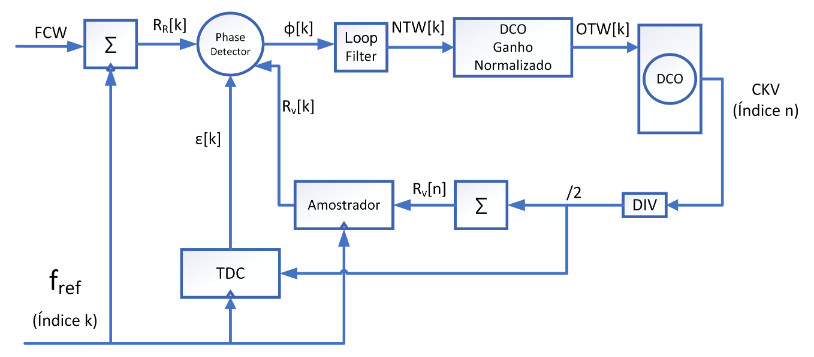 FCW
Σ
R_R[k]
Phase
Detector
ϕ[k]
Loop
Filter
NTW[k]
DCO
Ganho
Normalizado
OTW[k]
DCO
CKV
(Índice n)
R_v[k]
ε[k]
Amostrador
R_v[n]
Σ
/2
DIV
TDC
f_ref
(Índice k)